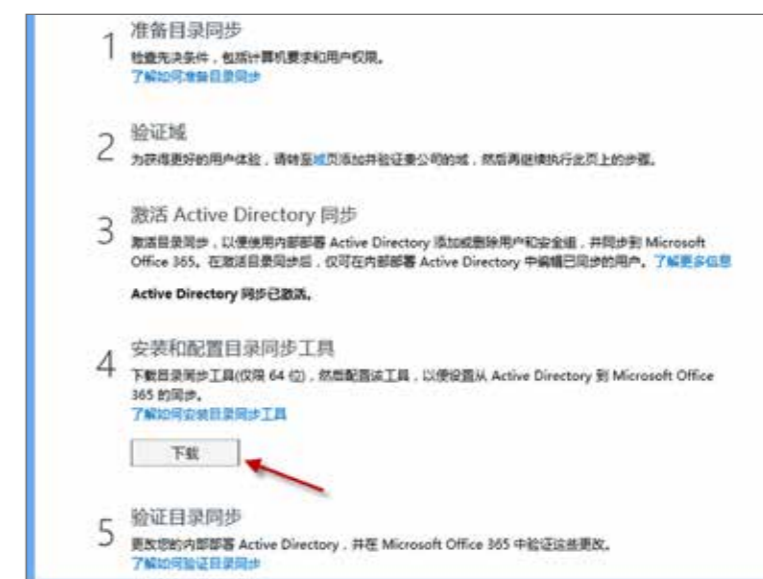 1 准备目录同步
检查先决条件，包括计算机要求和用户权限。
了解如何准备目录同步
2 验证域
为获得更好的用户体验，请转至域页添加并验证贵公司的域，然后再继续执行此页上的步骤。
3 激活 Active Directory 同步
激活目录同步，以便使用内部部署 Active Directory 添加或删除用户和安全组，并同步到 Microsoft
Office 365。在激活目录同步后，仅可在内部部署 Active Directory 中编辑已同步的用户。了解更多信息
Active Directory 同步已激活。
4 安装和配置目录同步工具
下载目录同步工具(仅限 64 位)，然后配置该工具，以便设置从 Active Directory 到 Microsoft Office
365 的同步。
了解如何安装目录同步工具
下载
5 验证目录同步
更改您的内部部署 Active Directory，并在 Microsoft Office 365 中验证这些更改。
了解如何验证目录同步